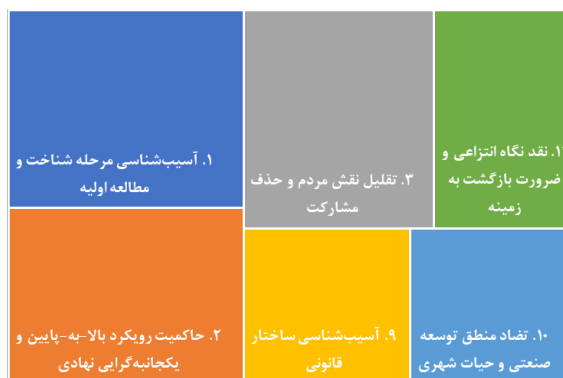 ۱. آسیب‌شناسی مرحله شناخت و
مطالعه اولیه
۳. تقلیل نقش مردم و حذف
مشارکت
نقد نگاه انتزاعی و
ضرورت بازگشت به
زمینه
۲. حاکمیت رویکرد بالا-به-پایین و
یکجانبه‌گرایی نهادی
۹. آسیب‌شناسی ساختار
قانونی
۱۰. تضاد منطق توسعه
صنعتی و حیات شهری